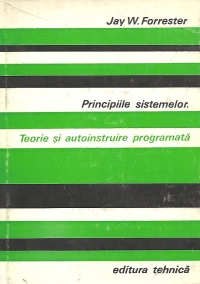 Jay W. Forrester
Principiile sistemelor.
Teorie și autoinstruire programată
editura tehnică